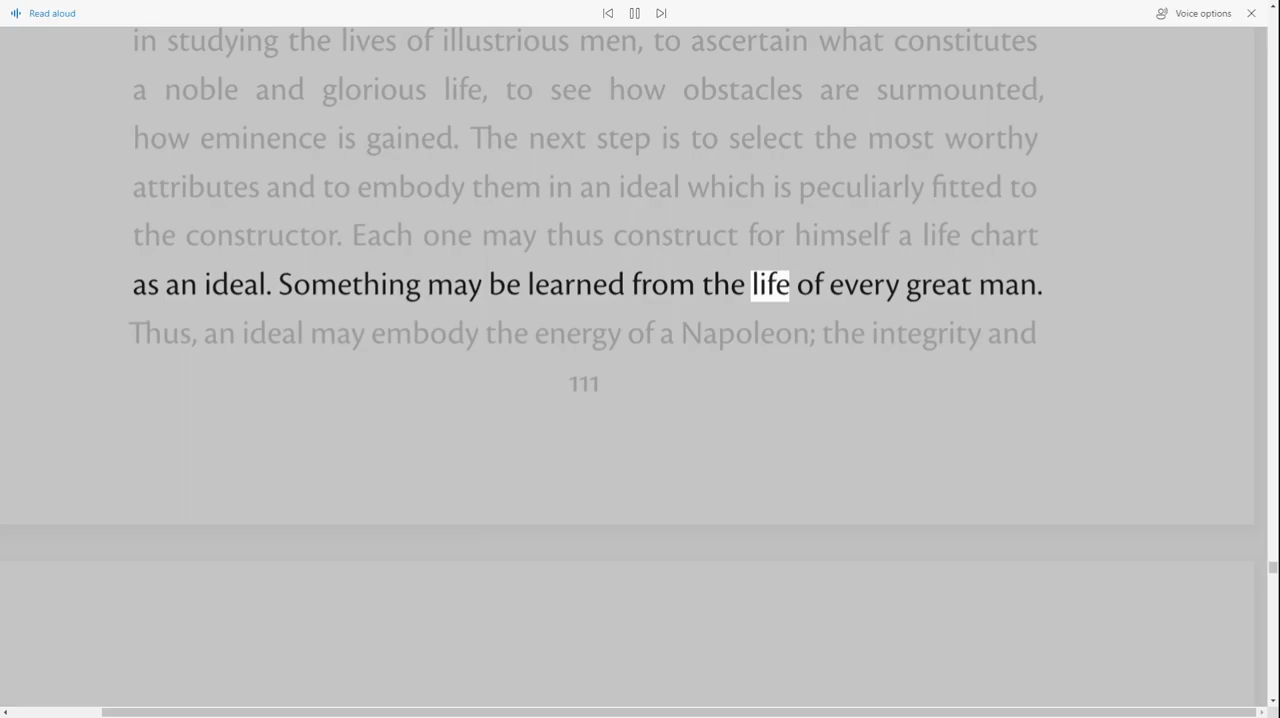 Read aloud
Voice options
in studying the lives of illustrious men, to ascertain what constitutes
a noble and glorious life, to see how obstacles are surmounted,
how eminence is gained. The next step is to select the most worthy
attributes and to embody them in an ideal which is peculiarly fitted to
the constructor. Each one may thus construct for himself a life chart
as an ideal. Something may be learned from the life of every great man.
Thus, an ideal may embody the energy of a Napoleon; the integrity and
111